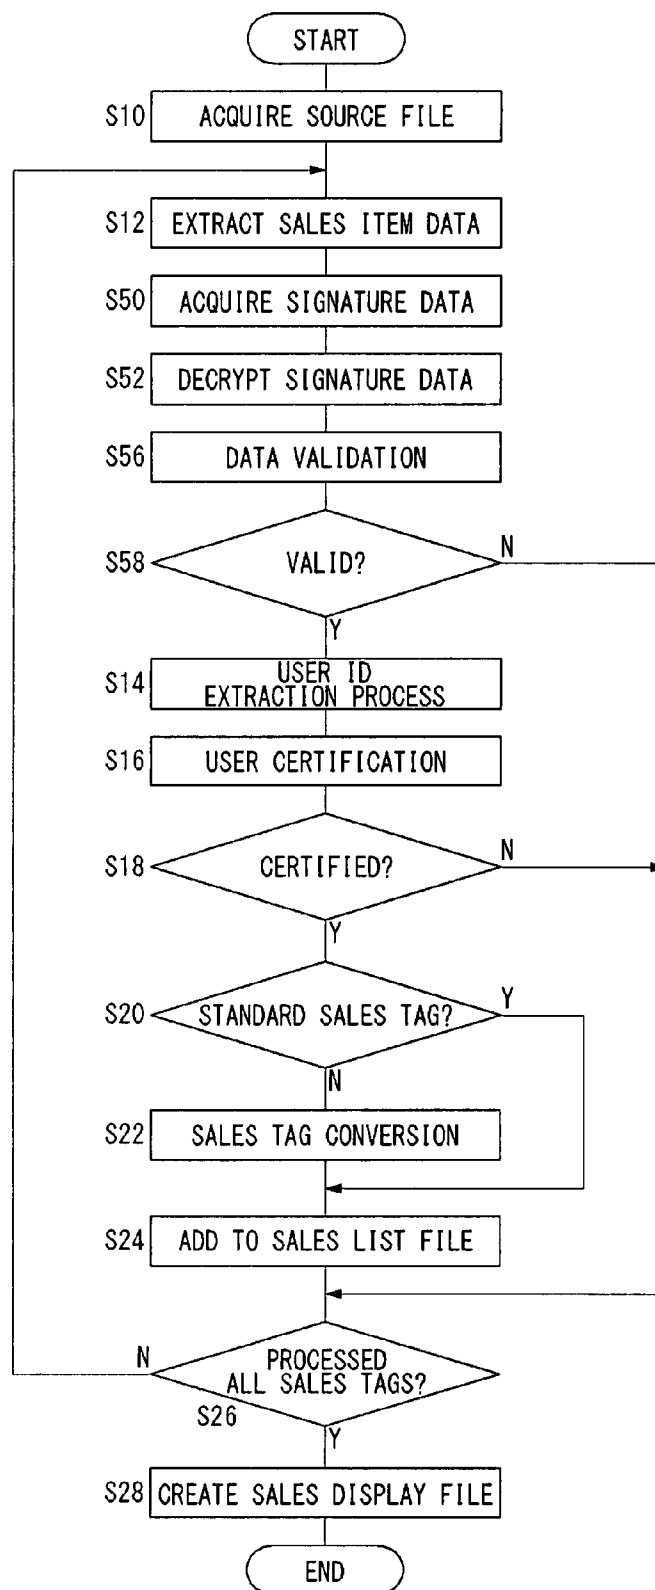 START
S10 ACQUIRE SOURCE FILE
S12 EXTRACT SALES ITEM DATA
S50 ACQUIRE SIGNATURE DATA
S52 DECRYPT SIGNATURE DATA
S56 DATA VALIDATION
S58 VALID? N
Y
S14 USER ID
EXTRACTION PROCESS
S16 USER CERTIFICATION
S18 CERTIFIED? N
Y
S20 STANDARD SALES TAG? Y
N
S22 SALES TAG CONVERSION
S24 ADD TO SALES LIST FILE
N PROCESSED
ALL SALES TAGS?
S26
Y
S28 CREATE SALES DISPLAY FILE
END